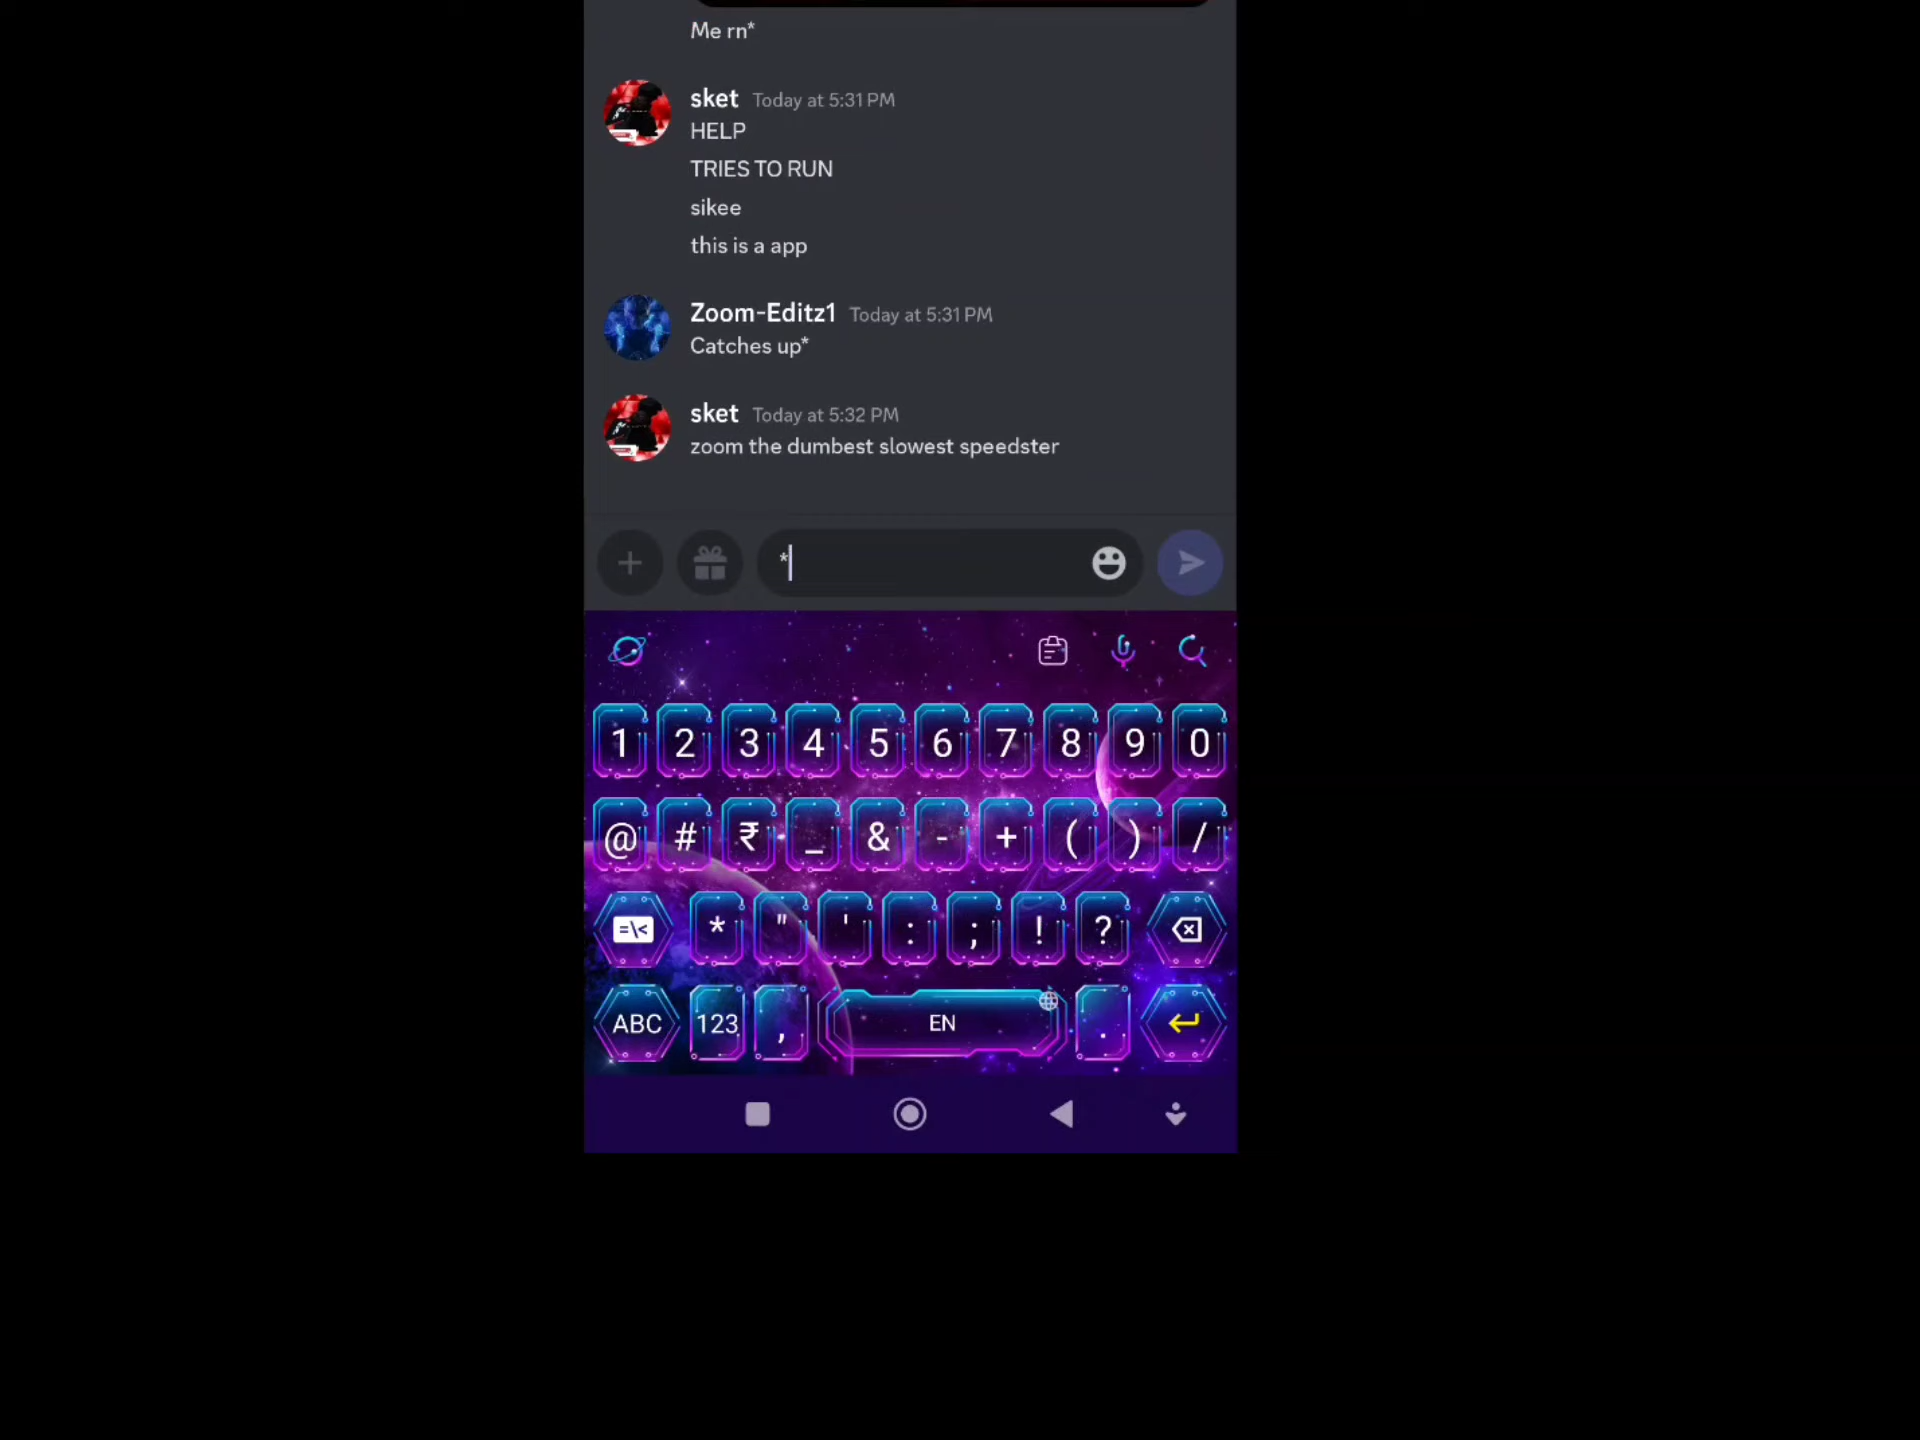 Me rn*
sket Today at 5:31 PM
HELP
TRIES TO RUN
sikee
this is a app
Zoom-Editz1 Today at 5:31 PM
Catches up*
sket Today at 5:32 PM
zoom the dumbest slowest speedster
*
1 2 3 4 5 6 7 8 9 0
@ # ₹ _ & - + ( ) /
=\< * " ' : ; ! ?
ABC 123 , EN .